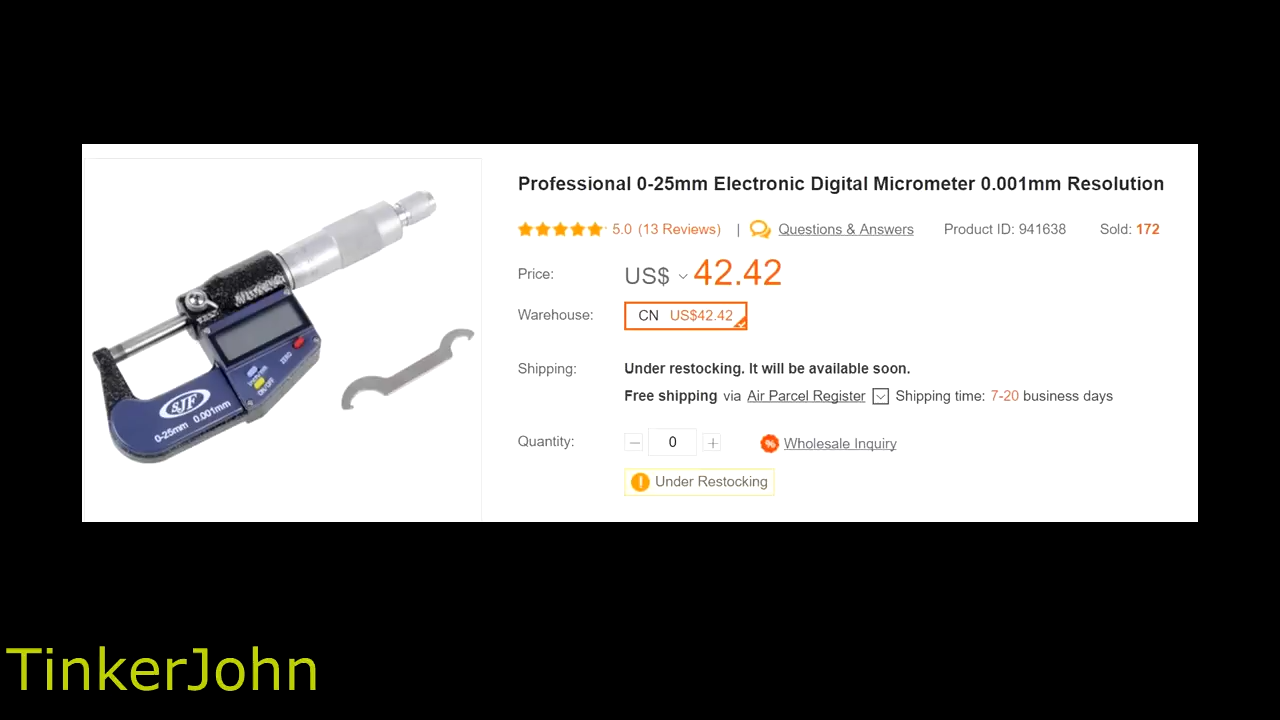 Professional 0-25mm Electronic Digital Micrometer 0.001mm Resolution
5.0 (13 Reviews) | Questions & Answers Product ID: 941638 Sold: 172
Price: US$ 42.42
Warehouse: CN US$42.42
Shipping: Under restocking. It will be available soon.
Free shipping via Air Parcel Register Shipping time: 7-20 business days
Quantity: 0 Wholesale Inquiry
Under Restocking
ZERO
ON/OFF
0-25mm 0.001mm
TinkerJohn